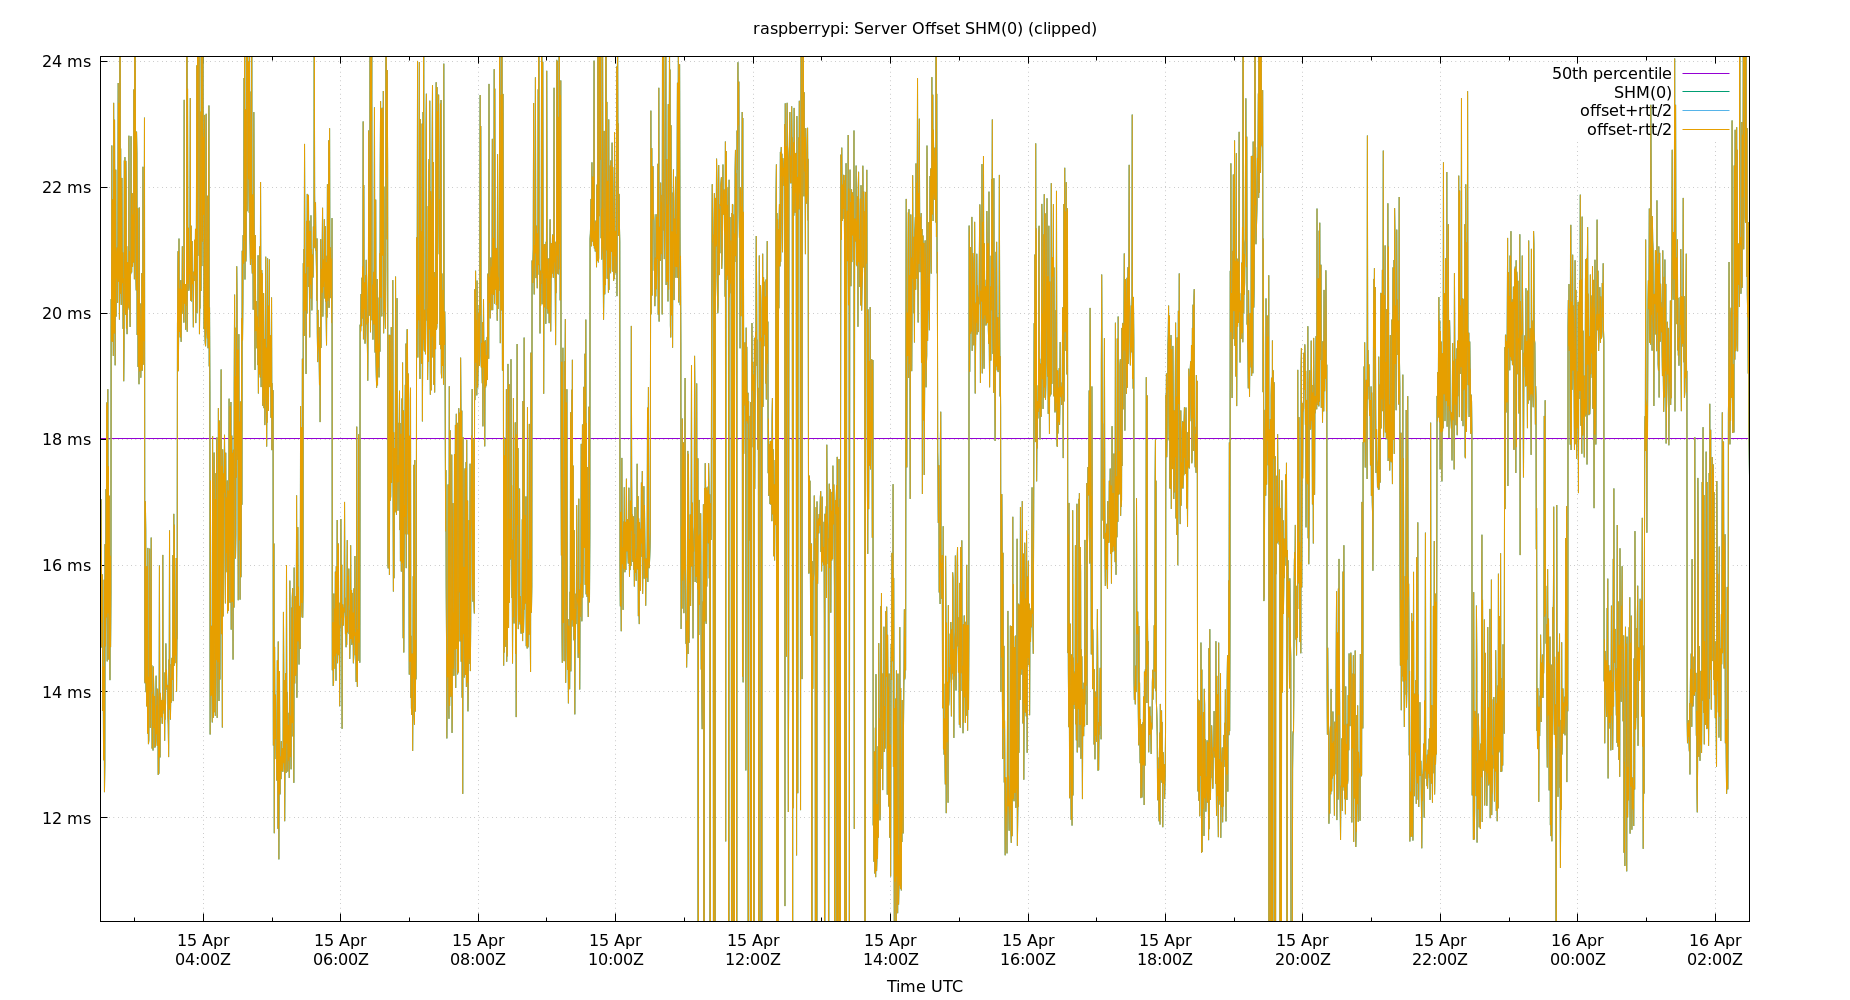 raspberrypi: Server Offset SHM(0) (clipped)
24 ms
22 ms
20 ms
18 ms
16 ms
14 ms
12 ms
50th percentile
SHM(0)
offset+rtt/2
offset-rtt/2
15 Apr 15 Apr 15 Apr 15 Apr 15 Apr 15 Apr 15 Apr 15 Apr 15 Apr 15 Apr 16 Apr 16 Apr
04:00Z 06:00Z 08:00Z 10:00Z 12:00Z 14:00Z 16:00Z 18:00Z 20:00Z 22:00Z 00:00Z 02:00Z
Time UTC